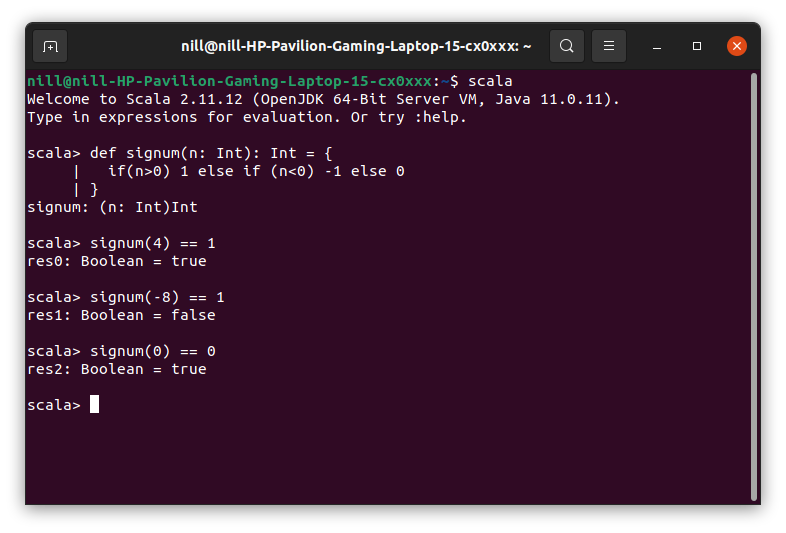 nill@nill-HP-Pavilion-Gaming-Laptop-15-cx0xxx: ~
nill@nill-HP-Pavilion-Gaming-Laptop-15-cx0xxx:~$ scala
Welcome to Scala 2.11.12 (OpenJDK 64-Bit Server VM, Java 11.0.11).
Type in expressions for evaluation. Or try :help.
scala> def signum(n: Int): Int = {
     |   if(n>0) 1 else if (n<0) -1 else 0
     | }
signum: (n: Int)Int
scala> signum(4) == 1
res0: Boolean = true
scala> signum(-8) == 1
res1: Boolean = false
scala> signum(0) == 0
res2: Boolean = true
scala>